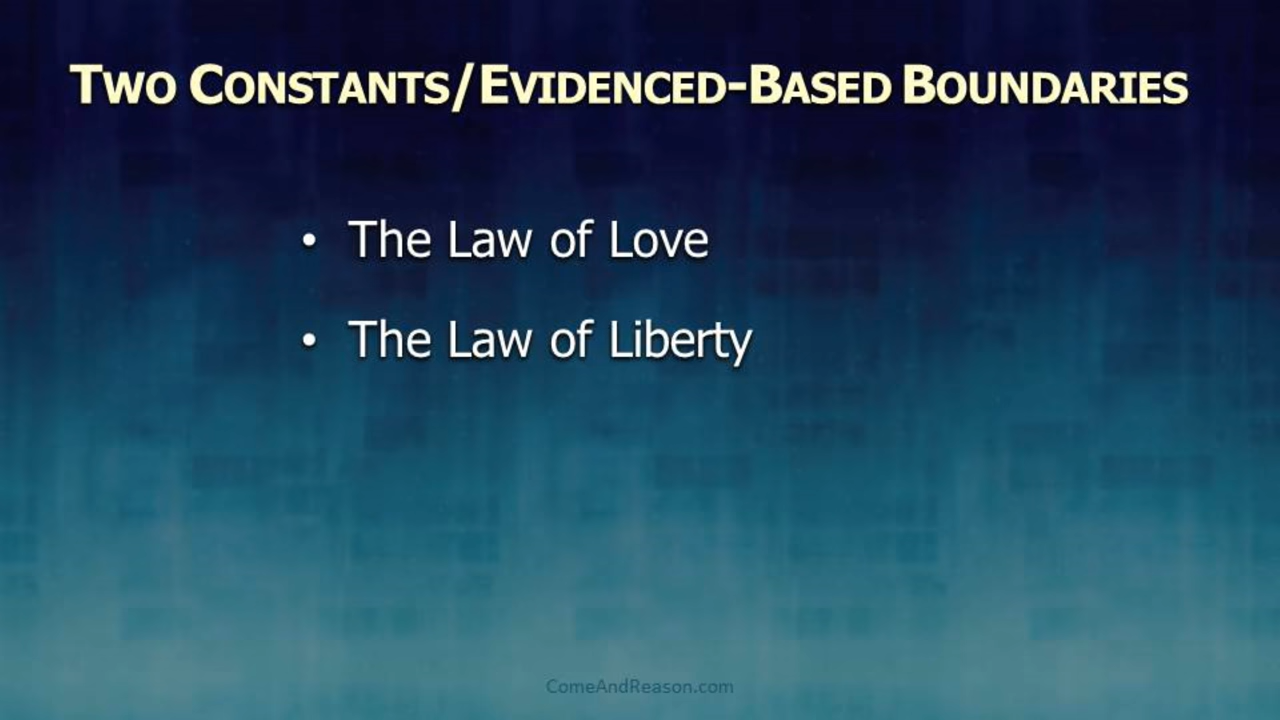 Two Constants/Evidenced-Based Boundaries
• The Law of Love
• The Law of Liberty
ComeAndReason.com